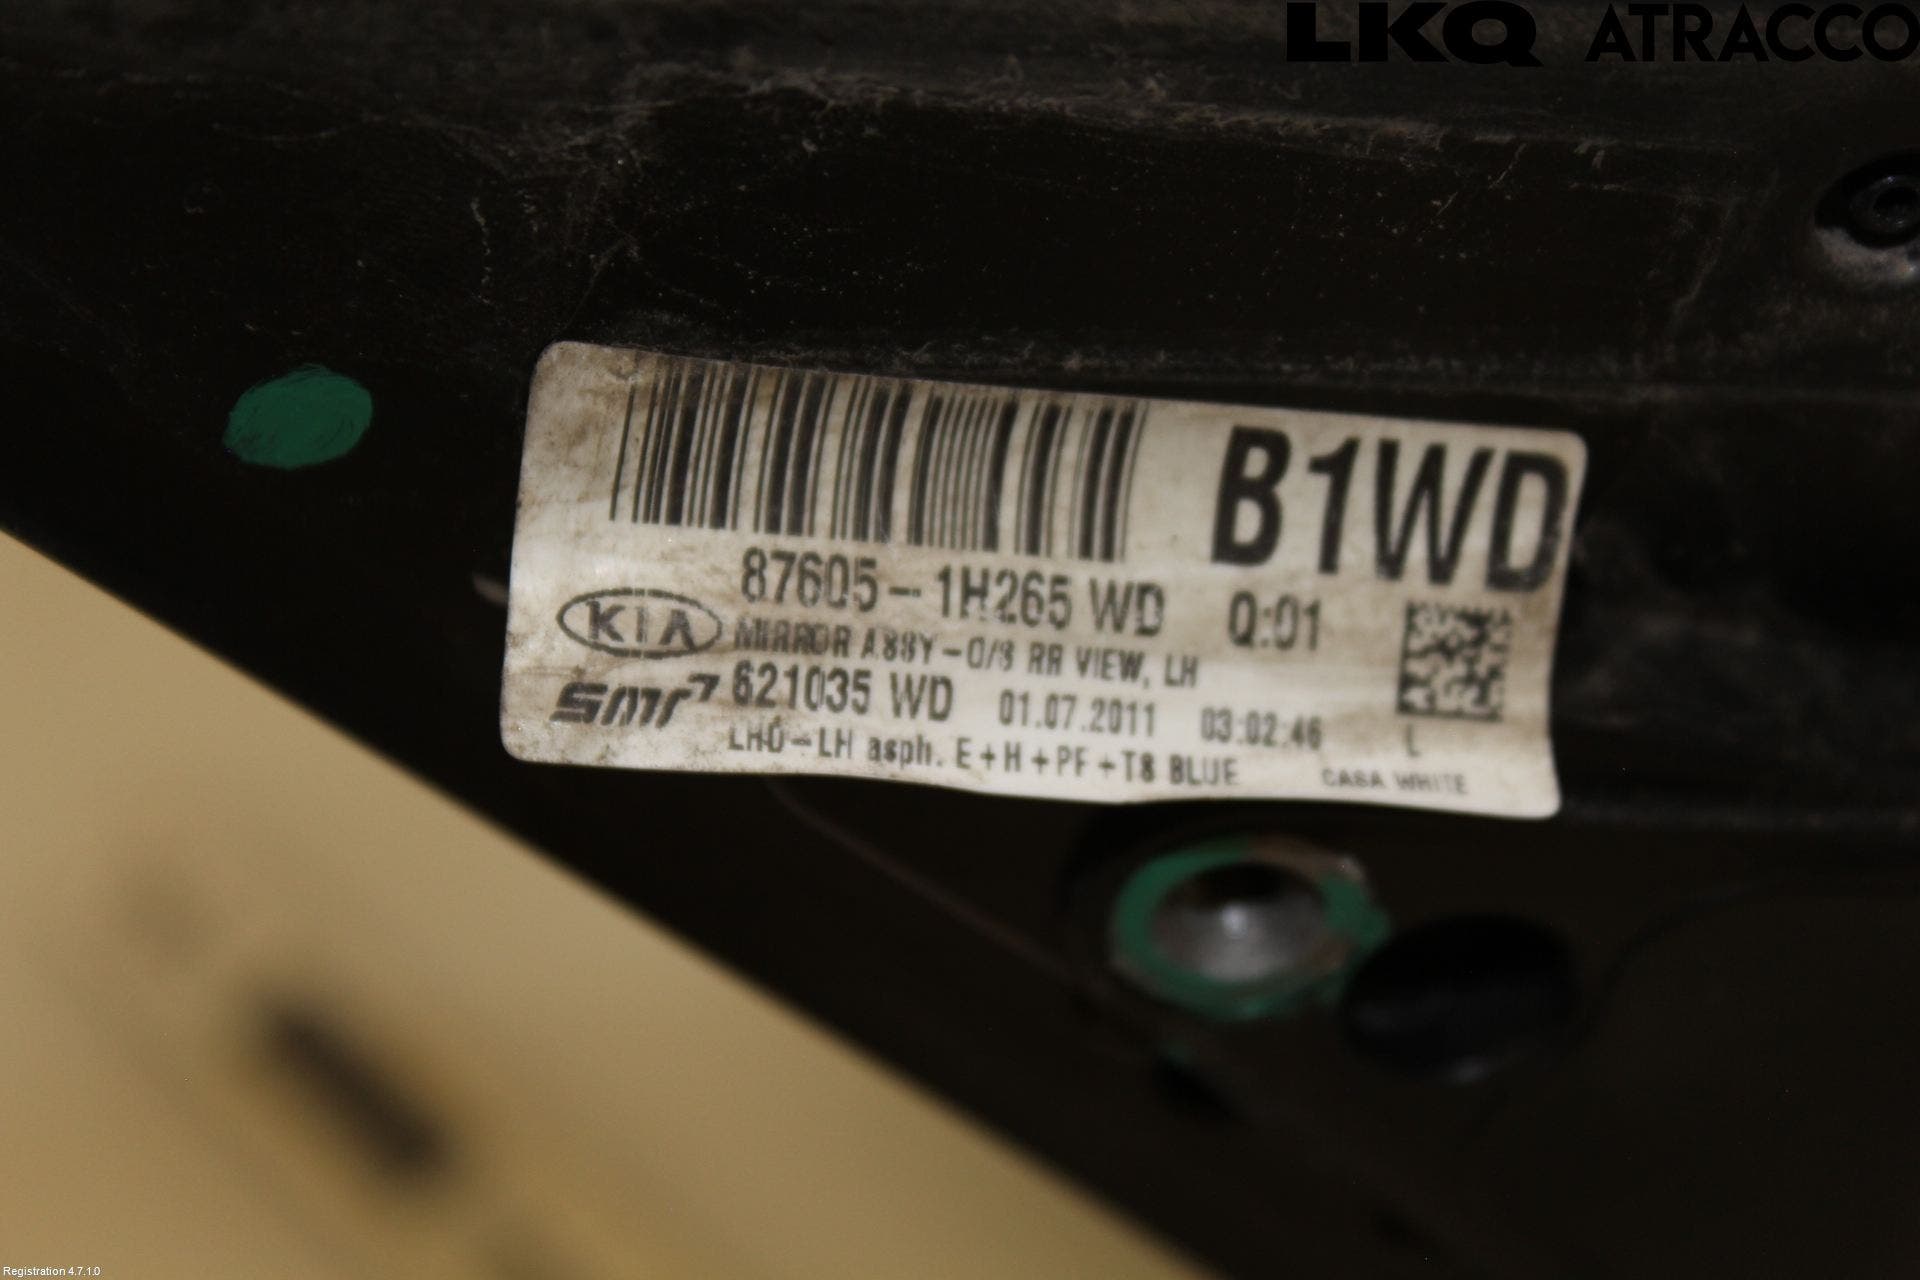 LKQ ATRACCO
B1WD
87605-1H265 WD Q:01
KIA MIRROR ASSY-O/S RR VIEW, LH
smr 621035 WD 01.07.2011 03:02:46 L
LHD-LH asph. E+H+PF+T8 BLUE CASA WHITE
Registration 4.7.1.0